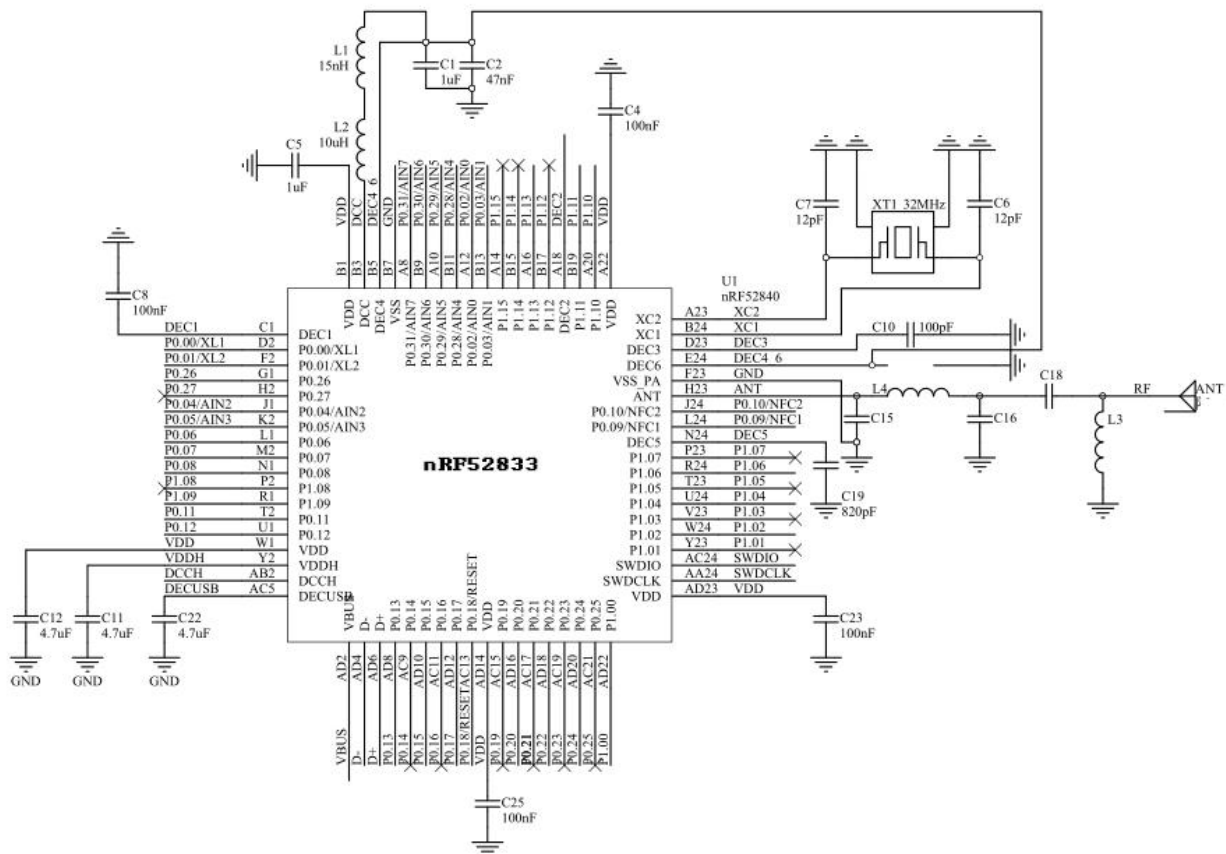 L1
15nH
C1
1uF
C2
47nF
L2
10uH
C5
1uF
C4
100nF
C7
12pF
XT1 32MHz
C6
12pF
C8
100nF
VDD
DCC
DEC4_6
GND
P0.31/AIN7
P0.30/AIN6
P0.29/AIN5
P0.28/AIN4
P0.02/AIN0
P0.03/AIN1
P1.15
P1.14
P1.13
P1.12
DEC2
P1.11
P1.10
VDD
B1
B3
B5
B7
A8
B9
A10
B11
A12
B13
A14
B15
A16
B17
A18
B19
A20
A22
VDD
DCC
DEC4
VSS
P0.31/AIN7
P0.30/AIN6
P0.29/AIN5
P0.28/AIN4
P0.02/AIN0
P0.03/AIN1
P1.15
P1.14
P1.13
P1.12
DEC2
P1.11
P1.10
VDD
U1
nRF52840
DEC1 C1 DEC1
P0.00/XL1 D2 P0.00/XL1
P0.01/XL2 F2 P0.01/XL2
P0.26 G1 P0.26
P0.27 H2 P0.27
P0.04/AIN2 J1 P0.04/AIN2
P0.05/AIN3 K2 P0.05/AIN3
P0.06 L1 P0.06
P0.07 M2 P0.07
P0.08 N1 P0.08
P1.08 P2 P1.08
P1.09 R1 P1.09
P0.11 T2 P0.11
P0.12 U1 P0.12
VDD W1 VDD
VDDH Y2 VDDH
DCCH AB2 DCCH
DECUSB AC5 DECUSB
nRF52833
XC2 A23 XC2
XC1 B24 XC1
DEC3 D23 DEC3
DEC6 E24 DEC4_6
VSS_PA F23 GND
ANT H23 ANT
P0.10/NFC2 J24 P0.10/NFC2
P0.09/NFC1 L24 P0.09/NFC1
DEC5 N24 DEC5
P1.07 P23 P1.07
P1.06 R24 P1.06
P1.05 T23 P1.05
P1.04 U24 P1.04
P1.03 V23 P1.03
P1.02 W24 P1.02
P1.01 Y23 P1.01
SWDIO AC24 SWDIO
SWDCLK AA24 SWDCLK
VDD AD23 VDD
C10 100pF
L4
C15
C16
C18
RF
ANT
L3
C19
820pF
C12
4.7uF
GND
C11
4.7uF
GND
C22
4.7uF
GND
C23
100nF
VBUS
D-
D+
P0.13
P0.14
P0.15
P0.16
P0.17
P0.18/RESET
VDD
P0.19
P0.20
P0.21
P0.22
P0.23
P0.24
P0.25
P1.00
AD2
AD4
AD6
AD8
AC9
AD10
AC11
AD12
AC13
AD14
AC15
AD16
AC17
AD18
AC19
AD20
AC21
AD22
VBUS
D-
D+
P0.13
P0.14
P0.15
P0.16
P0.17
P0.18/RESET
VDD
P0.19
P0.20
P0.21
P0.22
P0.23
P0.24
P0.25
P1.00
C25
100nF